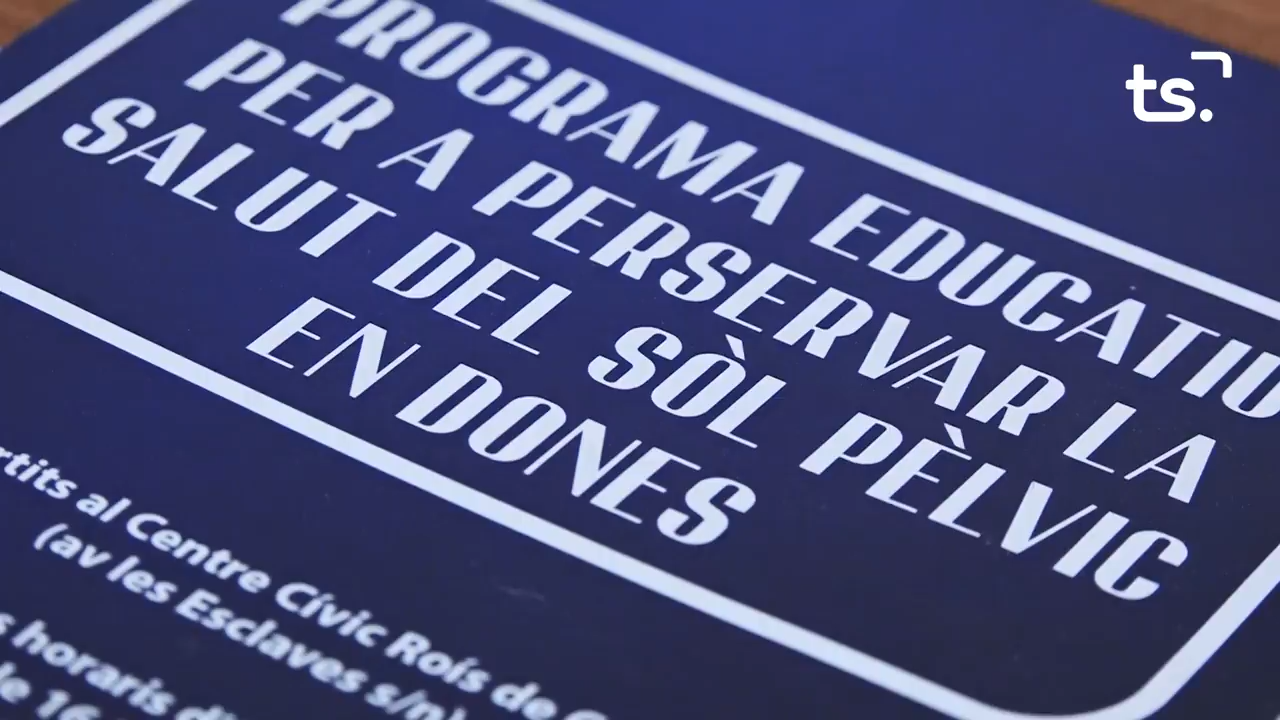 ts.
PROGRAMA EDUCATIU
PER A PERSERVAR LA
SALUT DEL SÒL PÈLVIC
EN DONES
al Centre Cívic Roís de
(av les Esclaves s/n)
horaris
16